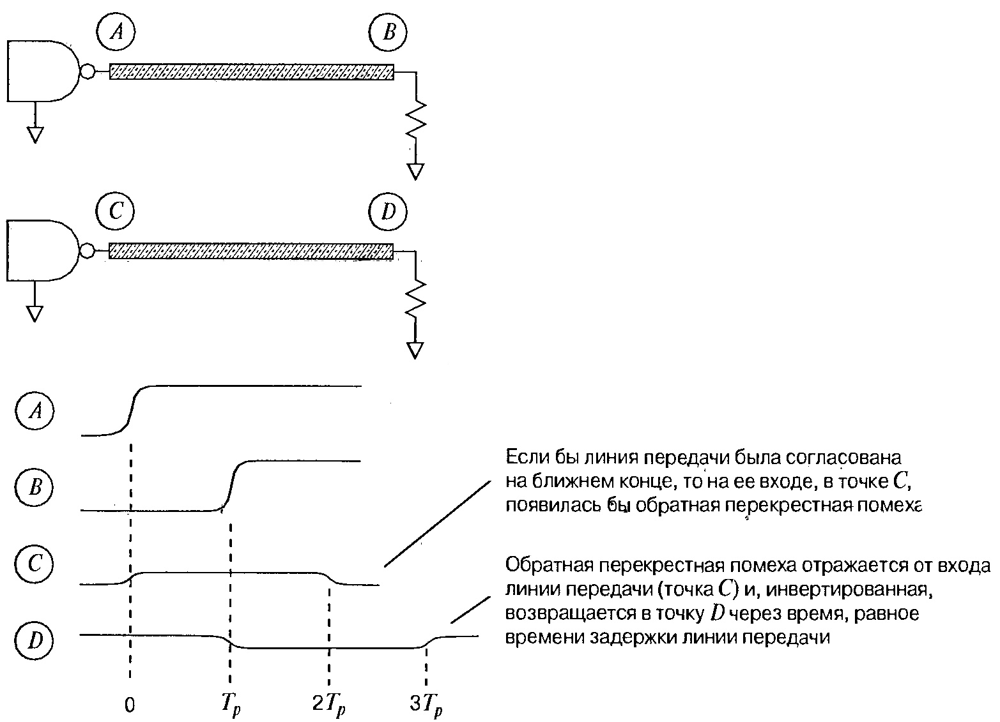 A
B
C
D
A
B
C
D
Если бы линия передачи была согласована
на ближнем конце, то на ее входе, в точке C,
появилась бы обратная перекрестная помеха
Обратная перекрестная помеха отражается от входа
линии передачи (точка C) и, инвертированная,
возвращается в точку D через время, равное
времени задержки линии передачи
0 Tp 2Tp 3Tp